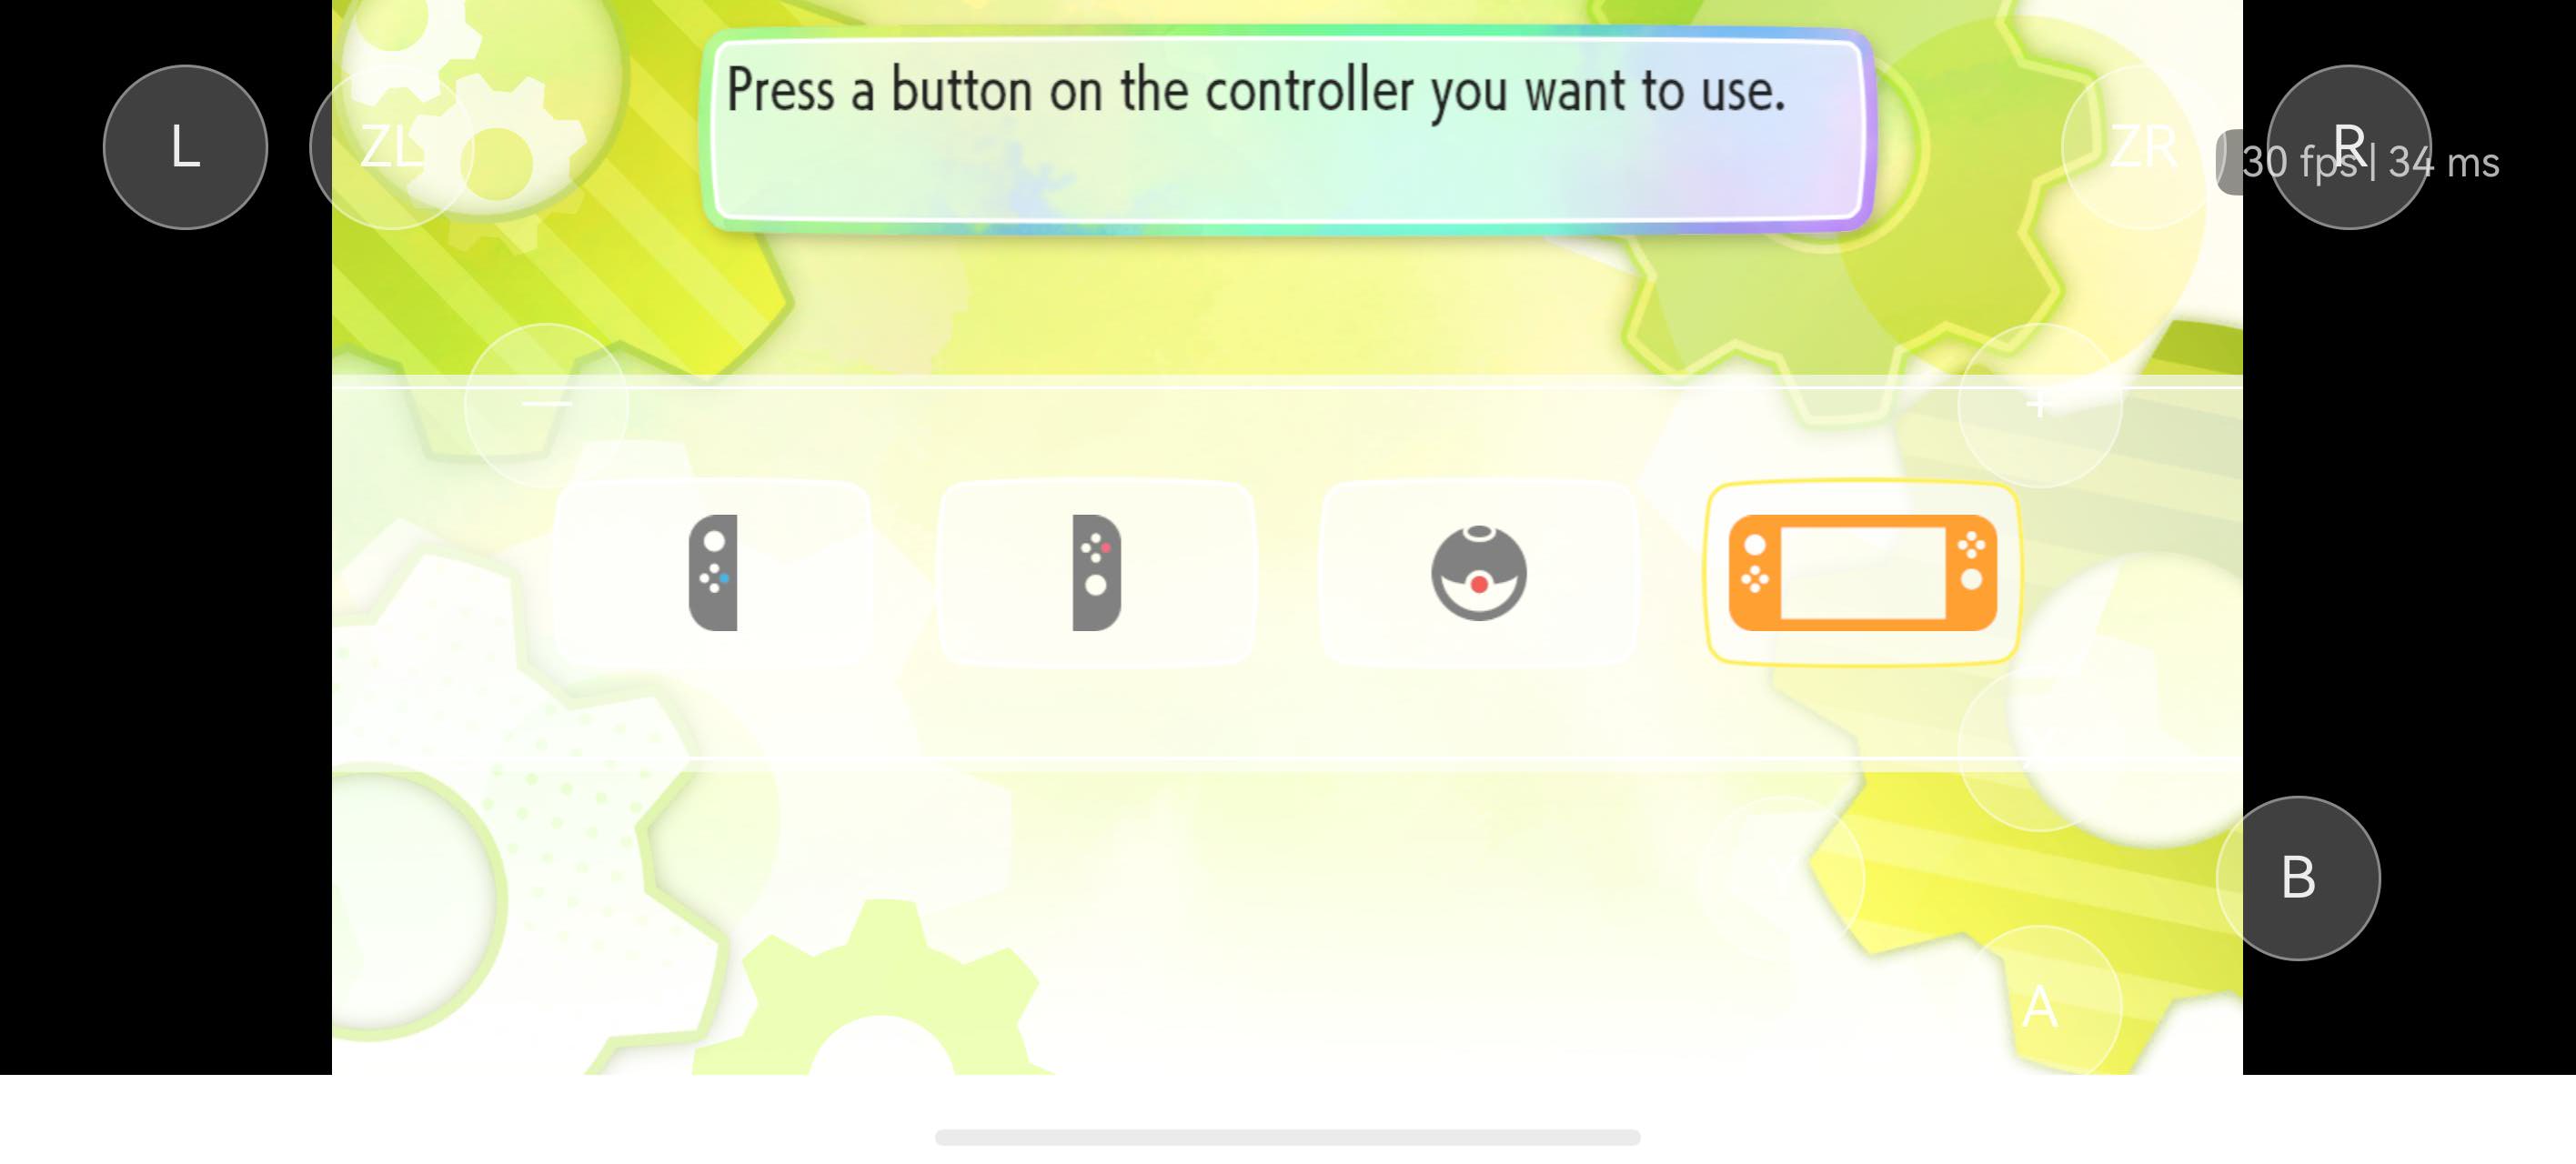 Press a button on the controller you want to use.
L
ZL
ZR
R
30 fps | 34 ms
—
+
B
A